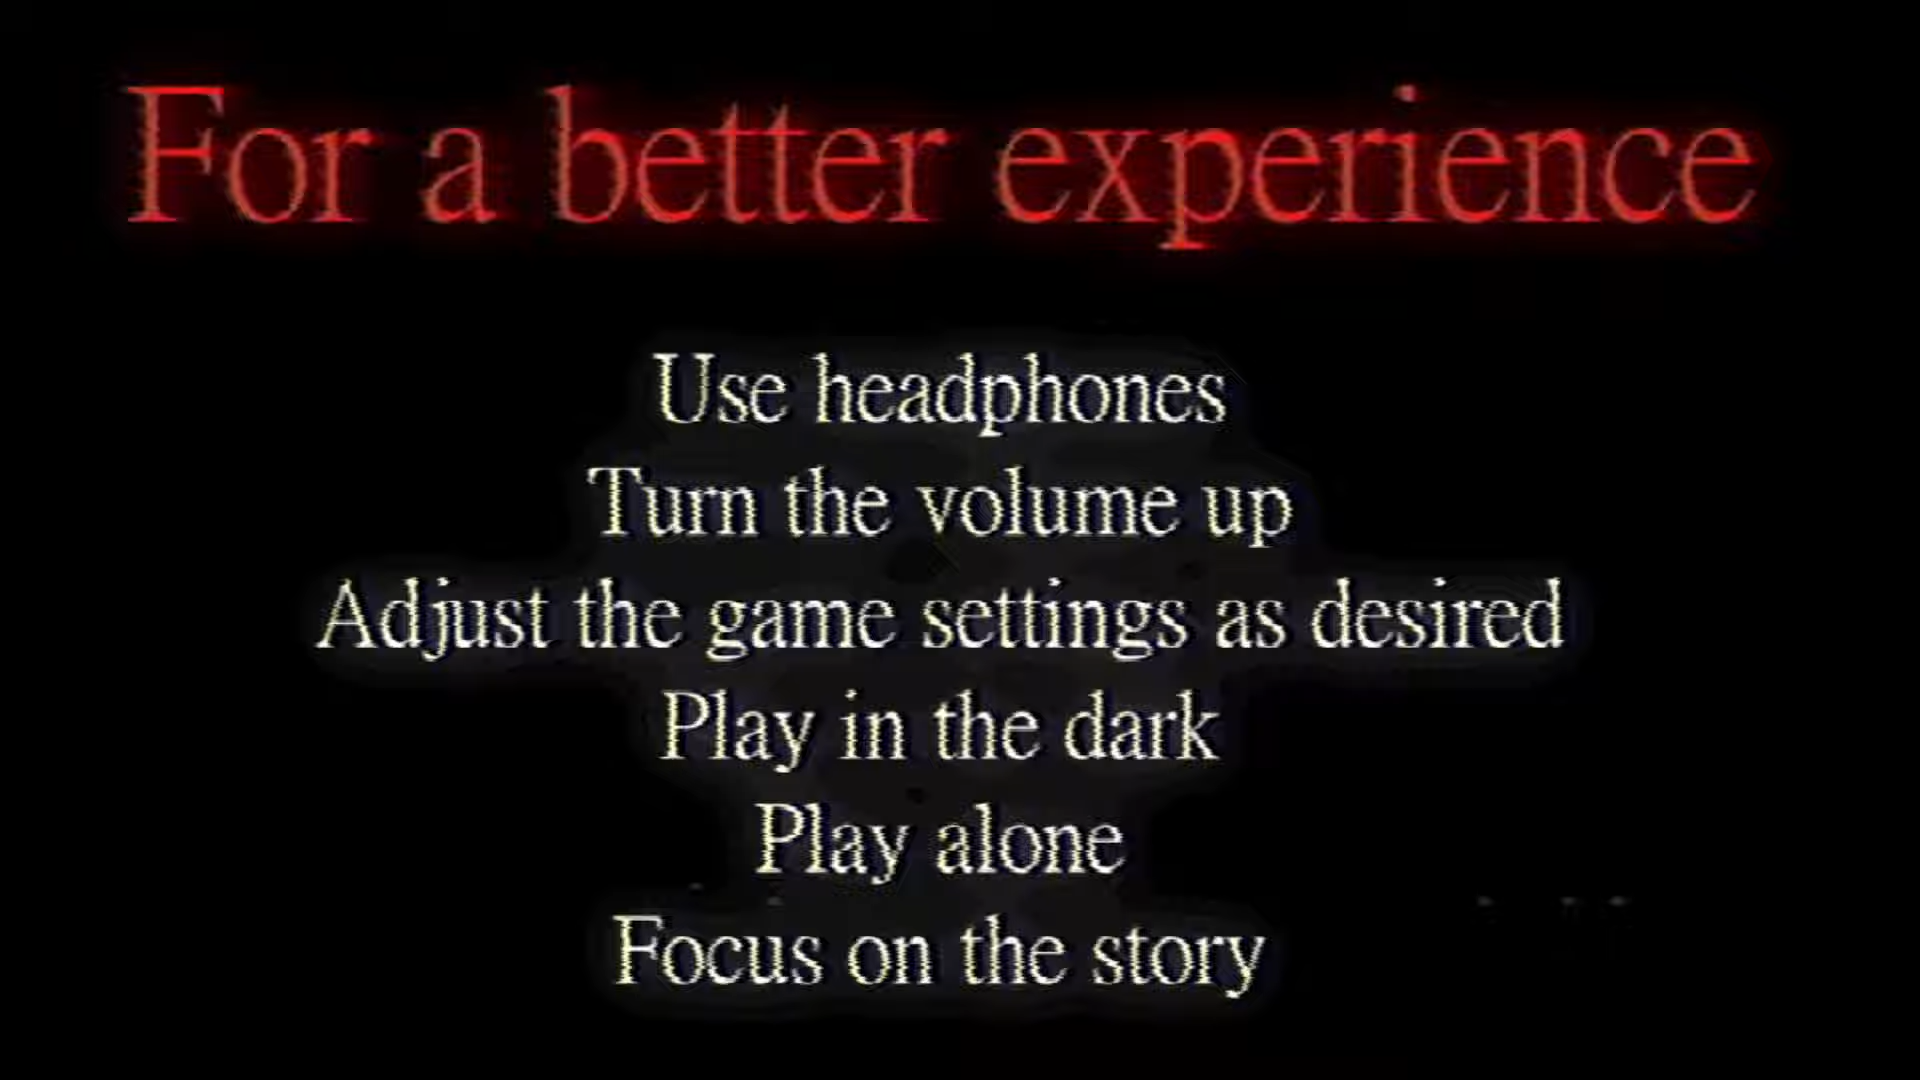 For a better experience
Use headphones
Turn the volume up
Adjust the game settings as desired
Play in the dark
Play alone
Focus on the story